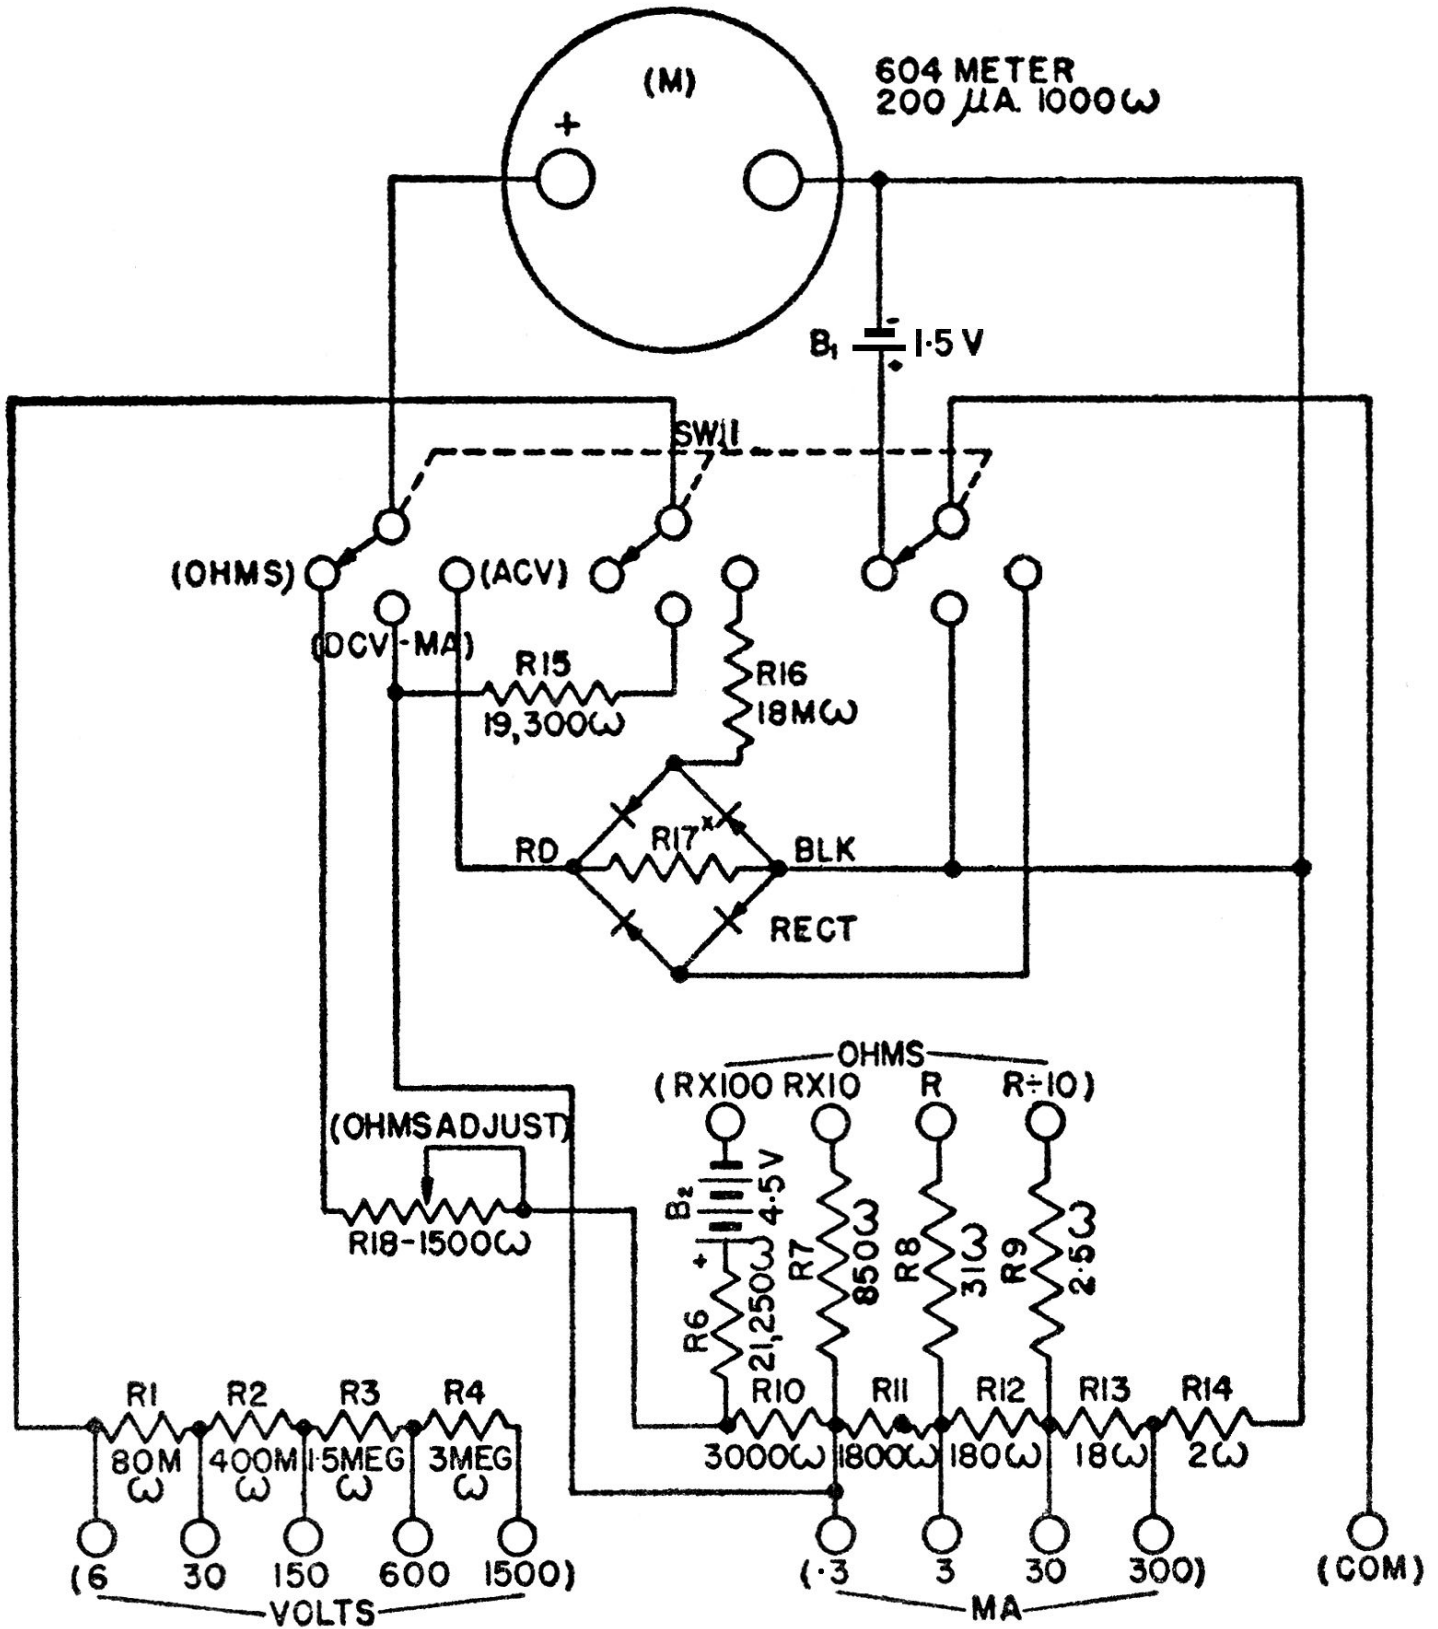 (M)
604 METER
200 μA. 1000ω
+
-
B₁
1.5 V
+
SW11
(OHMS)
(ACV)
(DCV-MA)
R15
19,300ω
R16
18Mω
RD
R17ˣ
BLK
RECT
OHMS
(RX100 RX10 R R÷10)
(OHMS ADJUST)
R18-1500ω
B₂
4.5V
+
R6
21,250ω
R7
850ω
R8
31ω
R9
2.5ω
R1 R2 R3 R4
80M 400M 1.5MEG 3MEG
ω ω ω ω
R10 R11 R12 R13 R14
3000ω 1800ω 180ω 18ω 2ω
(6 30 150 600 1500)
VOLTS
(.3 3 30 300)
MA
(COM)